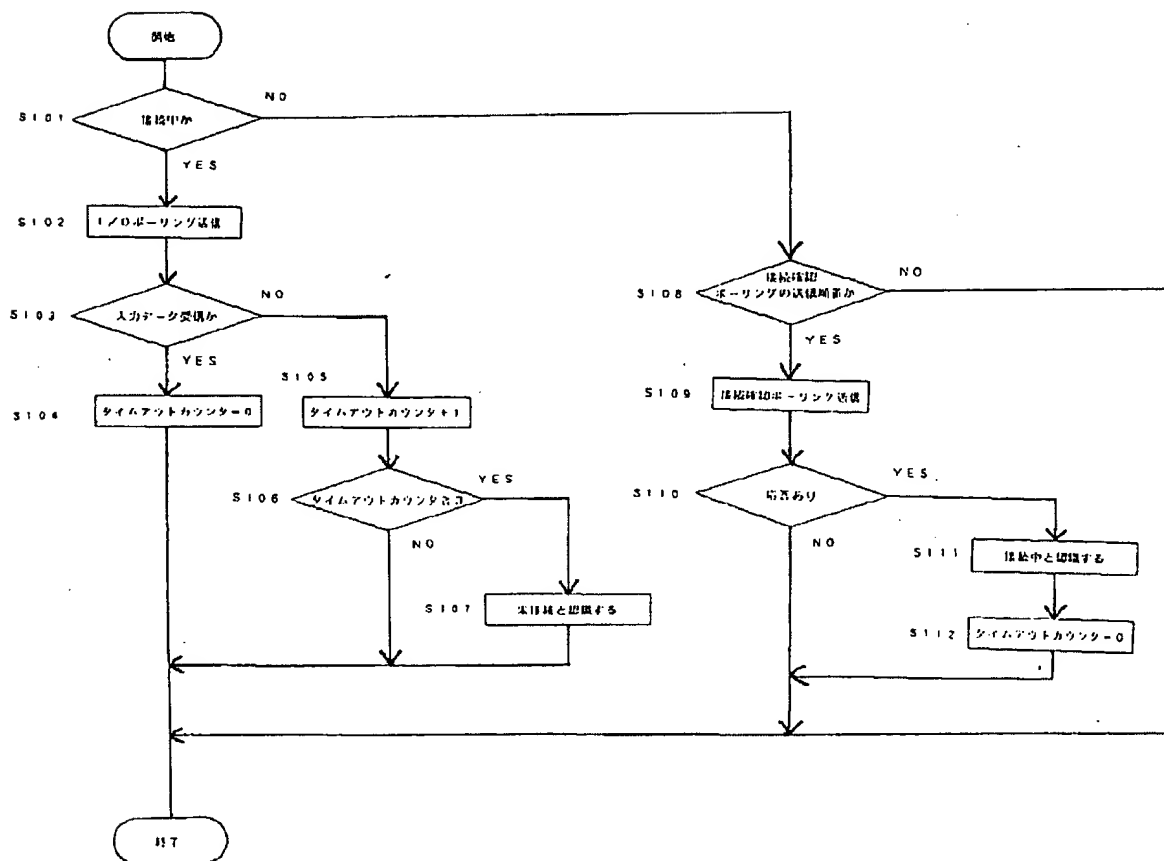 開始
S101
接続中か
NO
YES
S102
I/Oポーリング送信
S103
入力データ受信か
NO
YES
S104
タイムアウトカウンタ=0
S105
タイムアウトカウンタ+1
S106
タイムアウトカウンタ≧3
YES
NO
S107
未接続と認識する
S108
接続確認
ポーリングの送信順番か
NO
YES
S109
接続確認ポーリング送信
S110
応答あり
YES
NO
S111
接続中と認識する
S112
タイムアウトカウンタ=0
終了